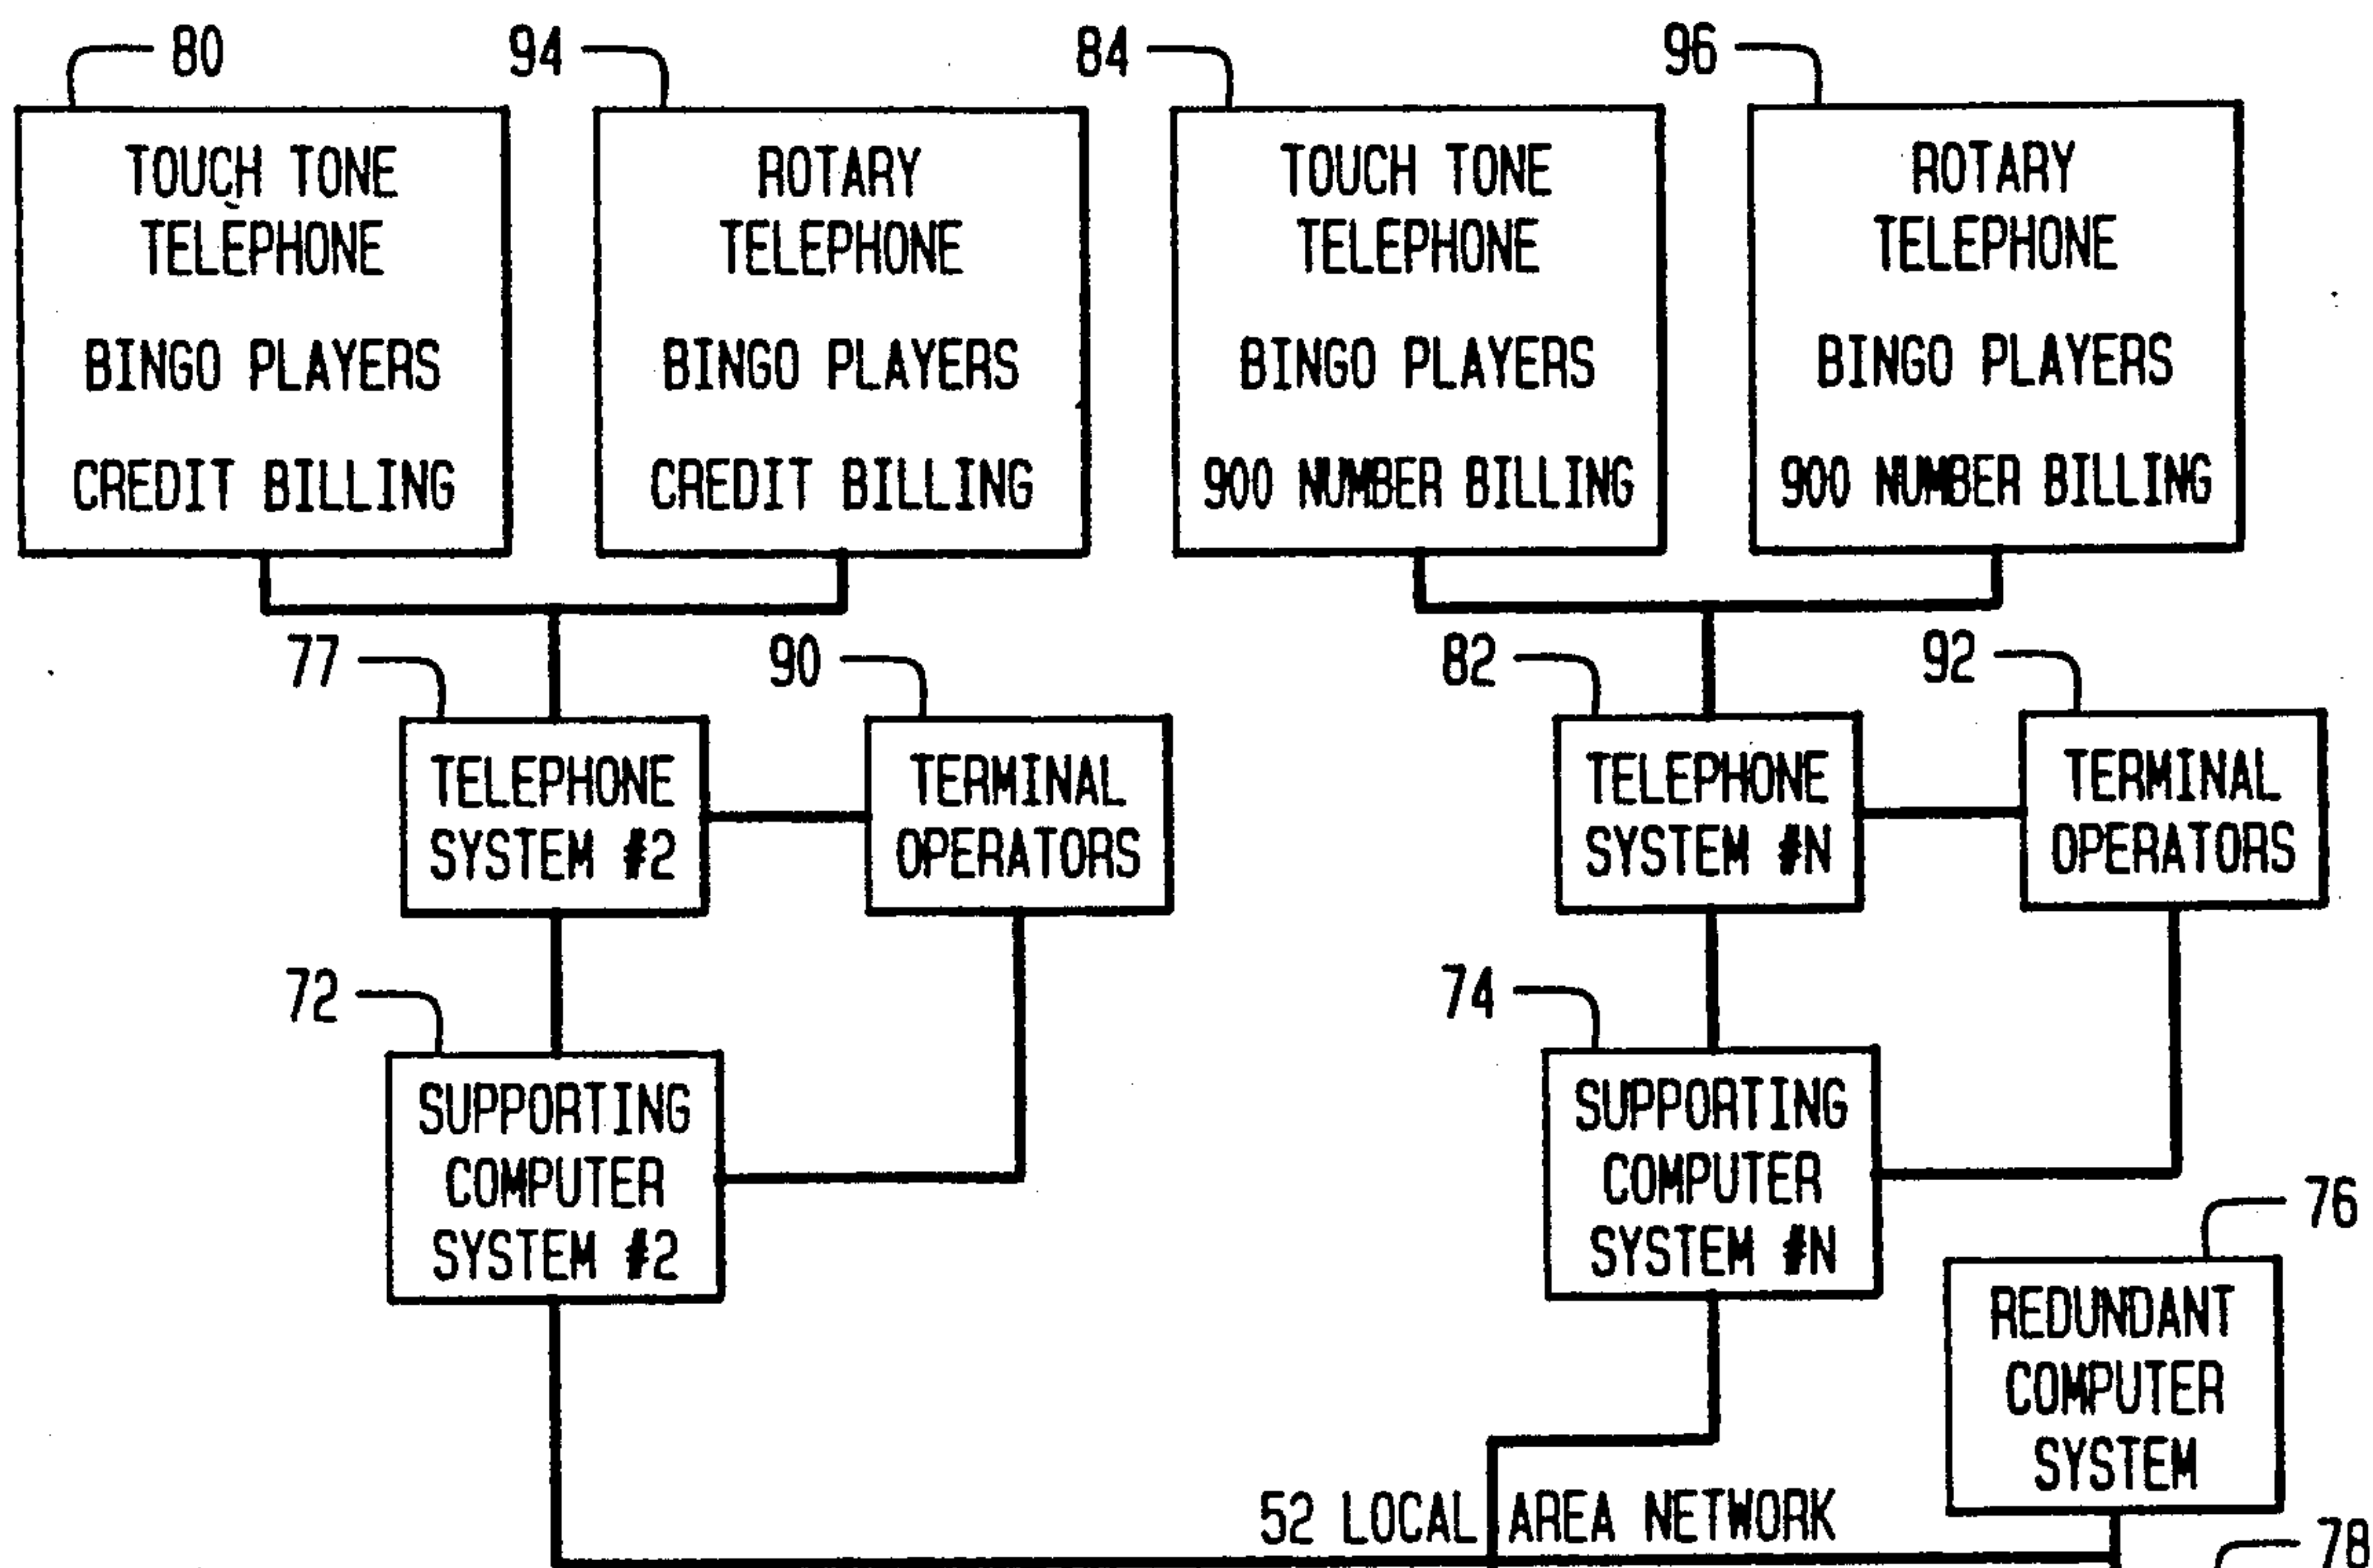 80
94
84
96
TOUCH TONE
TELEPHONE
BINGO PLAYERS
CREDIT BILLING
ROTARY
TELEPHONE
BINGO PLAYERS
CREDIT BILLING
TOUCH TONE
TELEPHONE
BINGO PLAYERS
900 NUMBER BILLING
ROTARY
TELEPHONE
BINGO PLAYERS
900 NUMBER BILLING
77
90
82
92
TELEPHONE
SYSTEM #2
TERMINAL
OPERATORS
TELEPHONE
SYSTEM #N
TERMINAL
OPERATORS
72
74
SUPPORTING
COMPUTER
SYSTEM #2
SUPPORTING
COMPUTER
SYSTEM #N
76
REDUNDANT
COMPUTER
SYSTEM
52 LOCAL AREA NETWORK
78